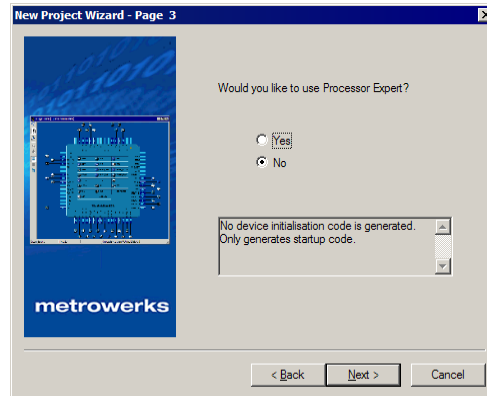 New Project Wizard - Page 3
Would you like to use Processor Expert?
Yes
No
No device initialisation code is generated.
Only generates startup code.
metrowerks
< Back
Next >
Cancel